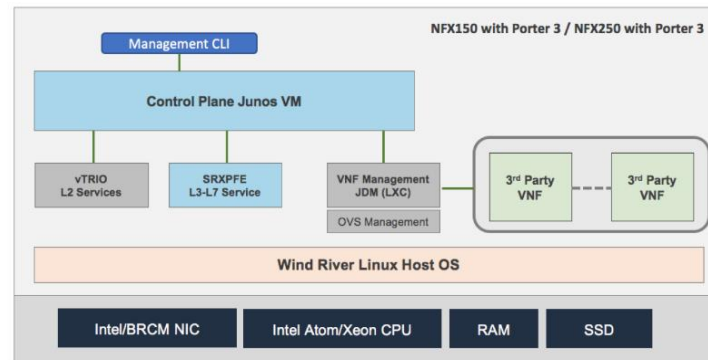 NFX150 with Porter 3 / NFX250 with Porter 3
Management CLI
Control Plane Junos VM
vTRIO
L2 Services
SRXPFE
L3-L7 Service
VNF Management
JDM (LXC)
OVS Management
3rd Party
VNF
3rd Party
VNF
Wind River Linux Host OS
Intel/BRCM NIC
Intel Atom/Xeon CPU
RAM
SSD